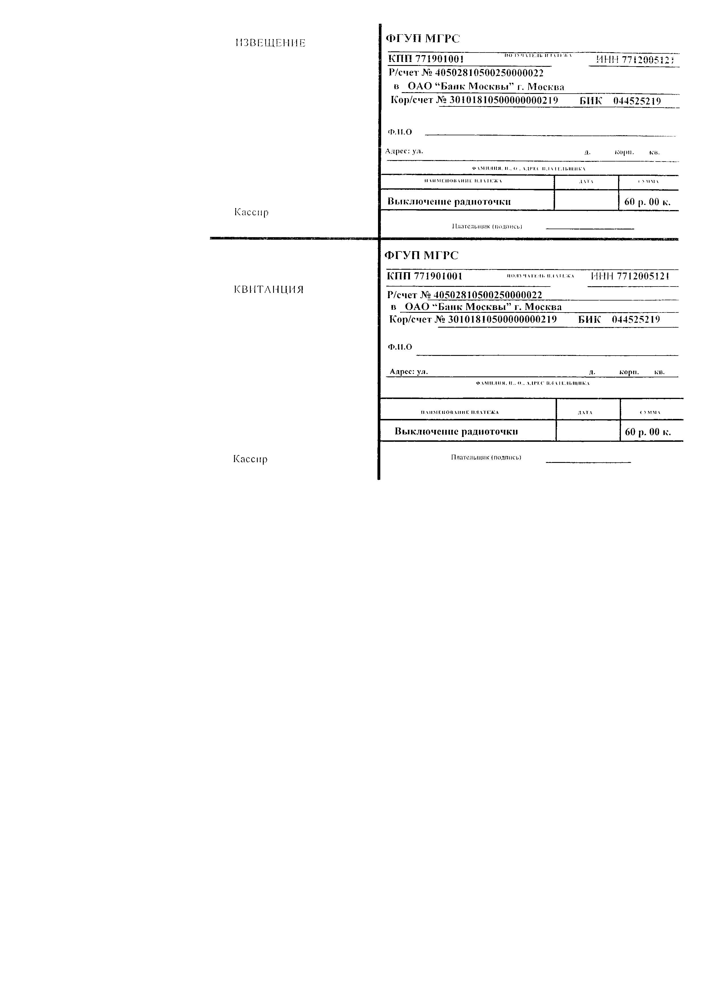 ИЗВЕЩЕНИЕ
ФГУП МГРС
ПОЛУЧАТЕЛЬ ПЛАТЕЖА
КПП 771901001 ИНН 7712005121
Р/счет № 40502810500250000022
в ОАО “Банк Москвы” г. Москва
Кор/счет № 30101810500000000219 БИК 044525219
Ф.И.О
Адрес: ул. д. корп. кв.
ФАМИЛИЯ, И., О., АДРЕС ПЛАТЕЛЬЩИКА
НАИМЕНОВАНИЕ ПЛАТЕЖА ДАТА СУММА
Выключение радиоточки 60 р. 00 к.
Кассир
Плательщик (подпись)
ФГУП МГРС
КПП 771901001 ПОЛУЧАТЕЛЬ ПЛАТЕЖА ИНН 7712005121
КВИТАНЦИЯ
Р/счет № 40502810500250000022
в ОАО “Банк Москвы” г. Москва
Кор/счет № 30101810500000000219 БИК 044525219
Ф.И.О
Адрес: ул. д. корп. кв.
ФАМИЛИЯ, И., О., АДРЕС ПЛАТЕЛЬЩИКА
НАИМЕНОВАНИЕ ПЛАТЕЖА ДАТА СУММА
Выключение радиоточки 60 р. 00 к.
Кассир
Плательщик (подпись)